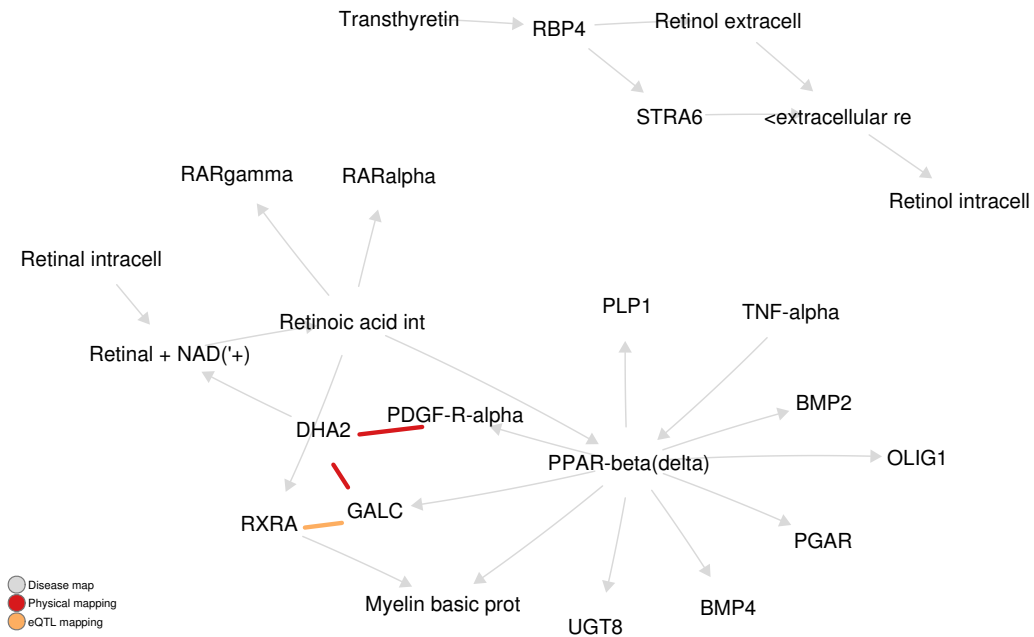 Transthyretin
RBP4
Retinol extracell
STRA6
<extracellular re
RARgamma
RARalpha
Retinol intracell
Retinal intracell
PLP1
TNF-alpha
Retinoic acid int
Retinal + NAD('+)
BMP2
PDGF-R-alpha
DHA2
PPAR-beta(delta)
OLIG1
GALC
RXRA
PGAR
Myelin basic prot
BMP4
UGT8
Disease map
Physical mapping
eQTL mapping